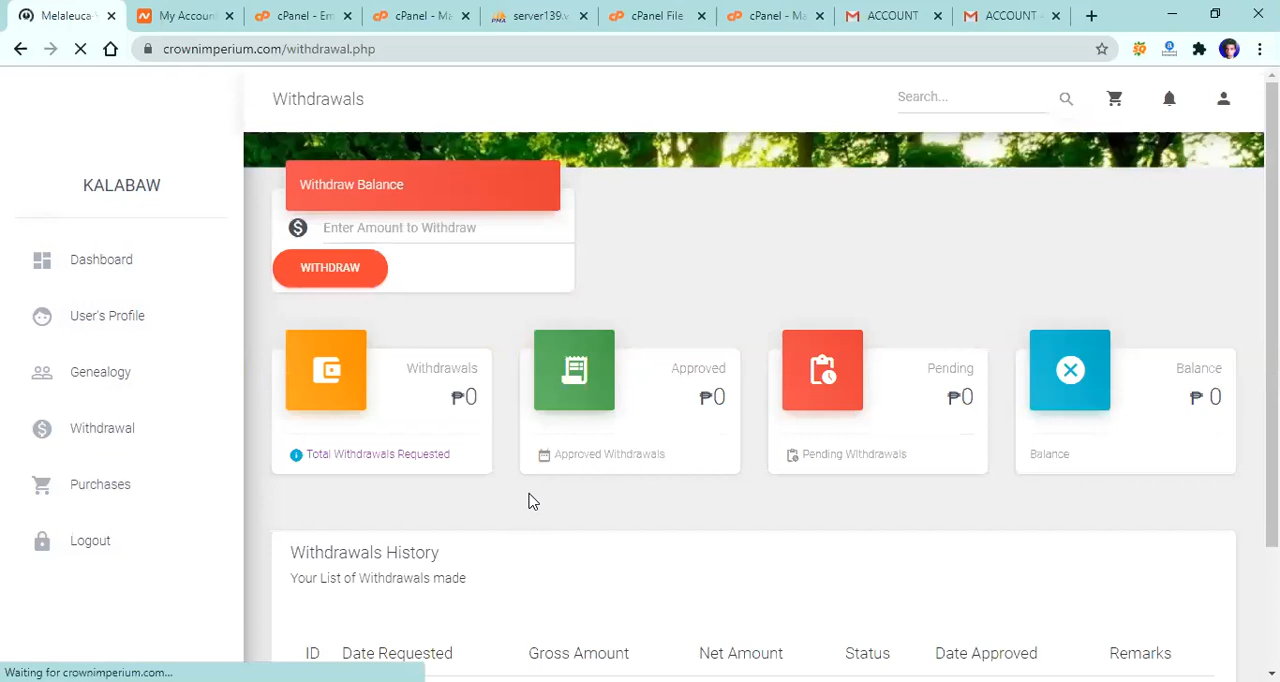 Melaleuca
My Accoun
cPanel - Em
cPanel - Ma
server139.v
cPanel File
cPanel - Ma
ACCOUNT
ACCOUNT -
crownimperium.com/withdrawal.php
Withdrawals
Search...
KALABAW
Dashboard
User's Profile
Genealogy
Withdrawal
Purchases
Logout
Withdraw Balance
Enter Amount to Withdraw
WITHDRAW
Withdrawals
₱0
Total Withdrawals Requested
Approved
₱0
Approved Withdrawals
Pending
₱0
Pending WIthdrawals
Balance
₱ 0
Balance
Withdrawals History
Your List of Withdrawals made
ID Date Requested Gross Amount Net Amount Status Date Approved Remarks
Waiting for crownimperium.com...